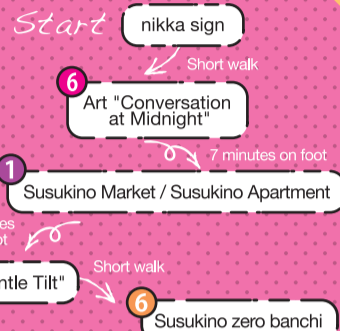 Start
nikka sign
Short walk
6
Art "Conversation
at Midnight"
7 minutes on foot
1
Susukino Market / Susukino Apartment
Tilt"
Short walk
6
Susukino zero banchi